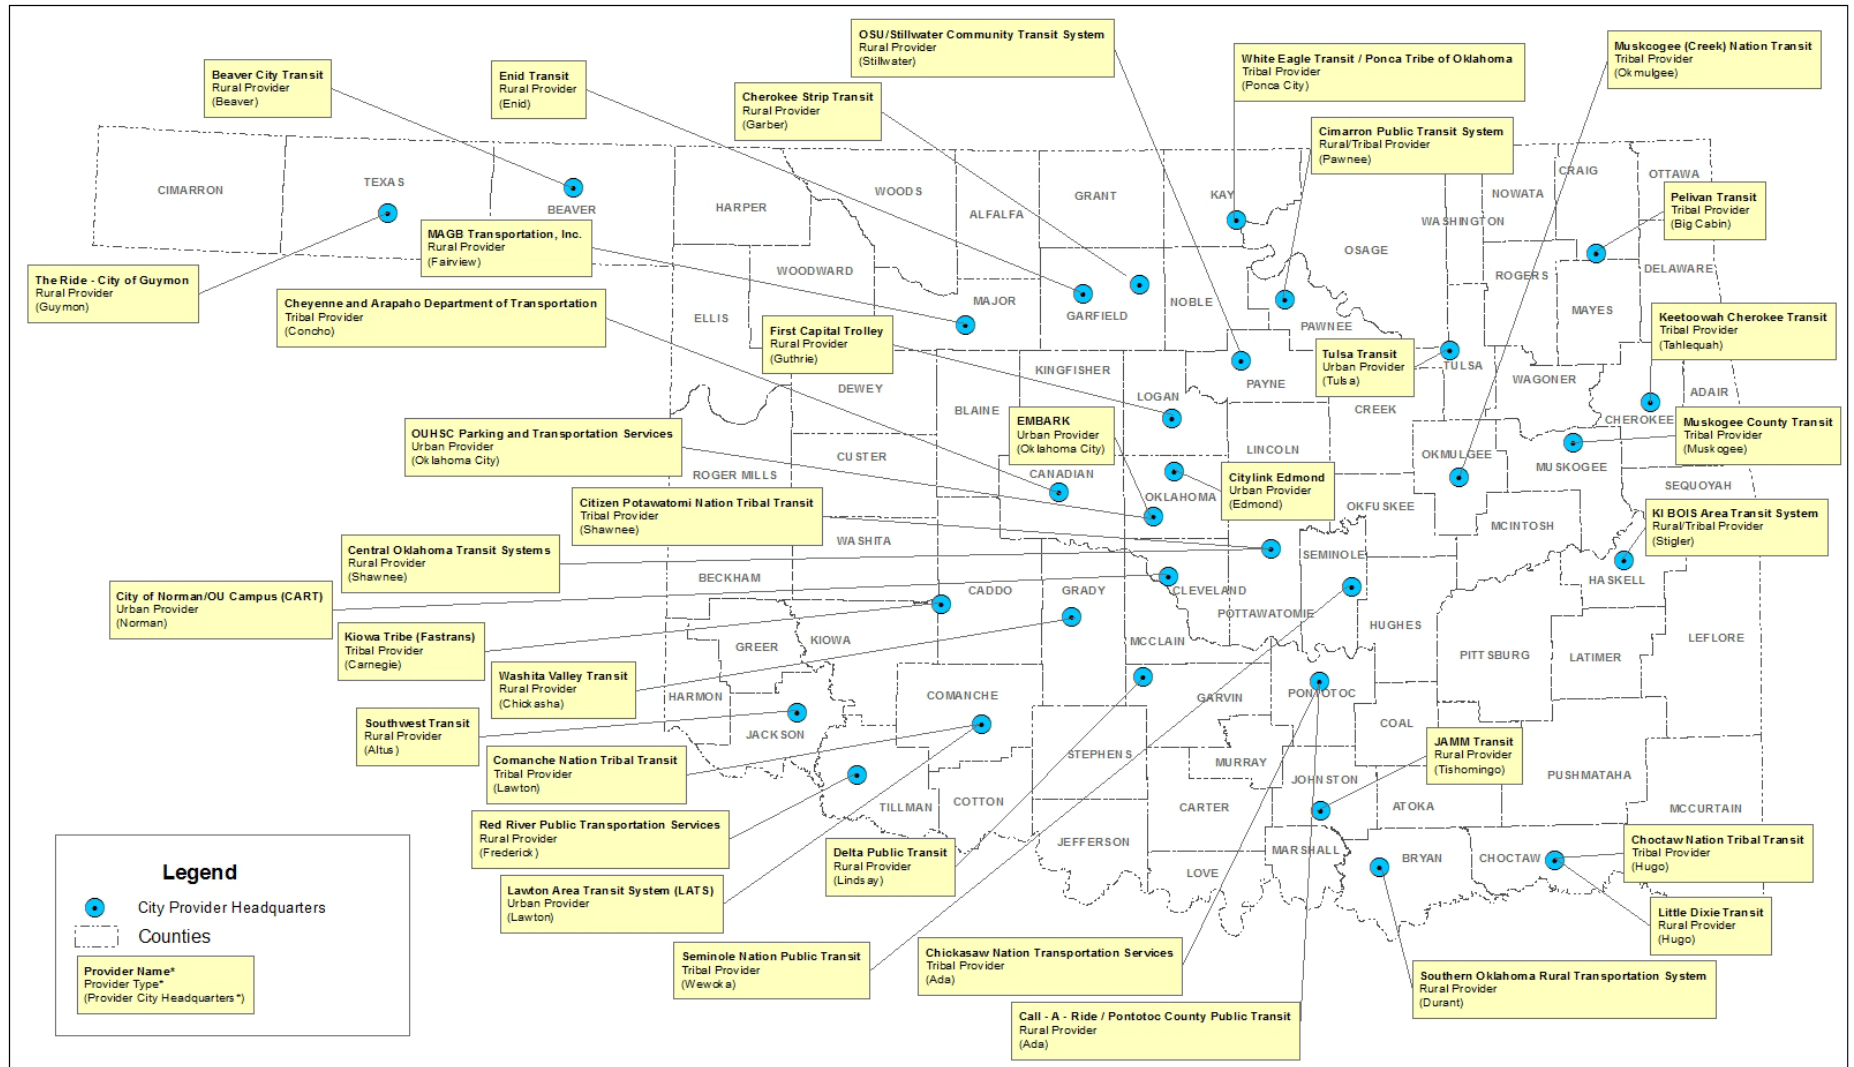 OSU/Stillwater Community Transit System
Rural Provider
(Stillwater)
Muskcogee (Creek) Nation Transit
Tribal Provider
(Okmulgee)
White Eagle Transit / Ponca Tribe of Oklahoma
Tribal Provider
(Ponca City)
Beaver City Transit
Rural Provider
(Beaver)
Enid Transit
Rural Provider
(Enid)
Cherokee Strip Transit
Rural Provider
(Garber)
Cimarron Public Transit System
Rural/Tribal Provider
(Pawnee)
CIMARRON
TEXAS
BEAVER
HARPER
WOODS
ALFALFA
GRANT
KAY
OSAGE
WASHINGTON
NOWATA
CRAIG
OTTAWA
Pelivan Transit
Tribal Provider
(Big Cabin)
MAGB Transportation, Inc.
Rural Provider
(Fairview)
The Ride - City of Guymon
Rural Provider
(Guymon)
WOODWARD
ELLIS
MAJOR
GARFIELD
NOBLE
PAWNEE
ROGERS
MAYES
DELAWARE
Cheyenne and Arapaho Department of Transportation
Tribal Provider
(Concho)
First Capital Trolley
Rural Provider
(Guthrie)
Tulsa Transit
Urban Provider
(Tulsa)
Keetoowah Cherokee Transit
Tribal Provider
(Tahlequah)
DEWEY
BLAINE
KINGFISHER
LOGAN
PAYNE
CREEK
TULSA
WAGONER
CHEROKEE
ADAIR
OUHSC Parking and Transportation Services
Urban Provider
(Oklahoma City)
EMBARK
Urban Provider
(Oklahoma City)
Muskogee County Transit
Tribal Provider
(Muskogee)
ROGER MILLS
CUSTER
CANADIAN
OKLAHOMA
LINCOLN
OKMULGEE
MUSKOGEE
SEQUOYAH
Citylink Edmond
Urban Provider
(Edmond)
Citizen Potawatomi Nation Tribal Transit
Tribal Provider
(Shawnee)
KI BOIS Area Transit System
Rural/Tribal Provider
(Stigler)
OKFUSKEE
MCINTOSH
Central Oklahoma Transit Systems
Rural Provider
(Shawnee)
WASHITA
BECKHAM
CADDO
GRADY
CLEVELAND
POTTAWATOMIE
SEMINOLE
HUGHES
HASKELL
City of Norman/OU Campus (CART)
Urban Provider
(Norman)
Kiowa Tribe (Fastrans)
Tribal Provider
(Carnegie)
GREER
KIOWA
MCCLAIN
PITTSBURG
LATIMER
LEFLORE
Washita Valley Transit
Rural Provider
(Chickasha)
HARMON
JACKSON
COMANCHE
GARVIN
PONTOTOC
COAL
Southwest Transit
Rural Provider
(Altus)
Comanche Nation Tribal Transit
Tribal Provider
(Lawton)
STEPHENS
MURRAY
JOHNSTON
JAMM Transit
Rural Provider
(Tishomingo)
PUSHMATAHA
TILLMAN
COTTON
CARTER
ATOKA
MCCURTAIN
Red River Public Transportation Services
Rural Provider
(Frederick)
JEFFERSON
LOVE
MARSHALL
BRYAN
CHOCTAW
Delta Public Transit
Rural Provider
(Lindsay)
Choctaw Nation Tribal Transit
Tribal Provider
(Hugo)
Lawton Area Transit System (LATS)
Urban Provider
(Lawton)
Little Dixie Transit
Rural Provider
(Hugo)
Seminole Nation Public Transit
Tribal Provider
(Wewoka)
Chickasaw Nation Transportation Services
Tribal Provider
(Ada)
Southern Oklahoma Rural Transportation System
Rural Provider
(Durant)
Call - A - Ride / Pontotoc County Public Transit
Rural Provider
(Ada)
Legend
City Provider Headquarters
Counties
Provider Name*
Provider Type*
(Provider City Headquarters*)